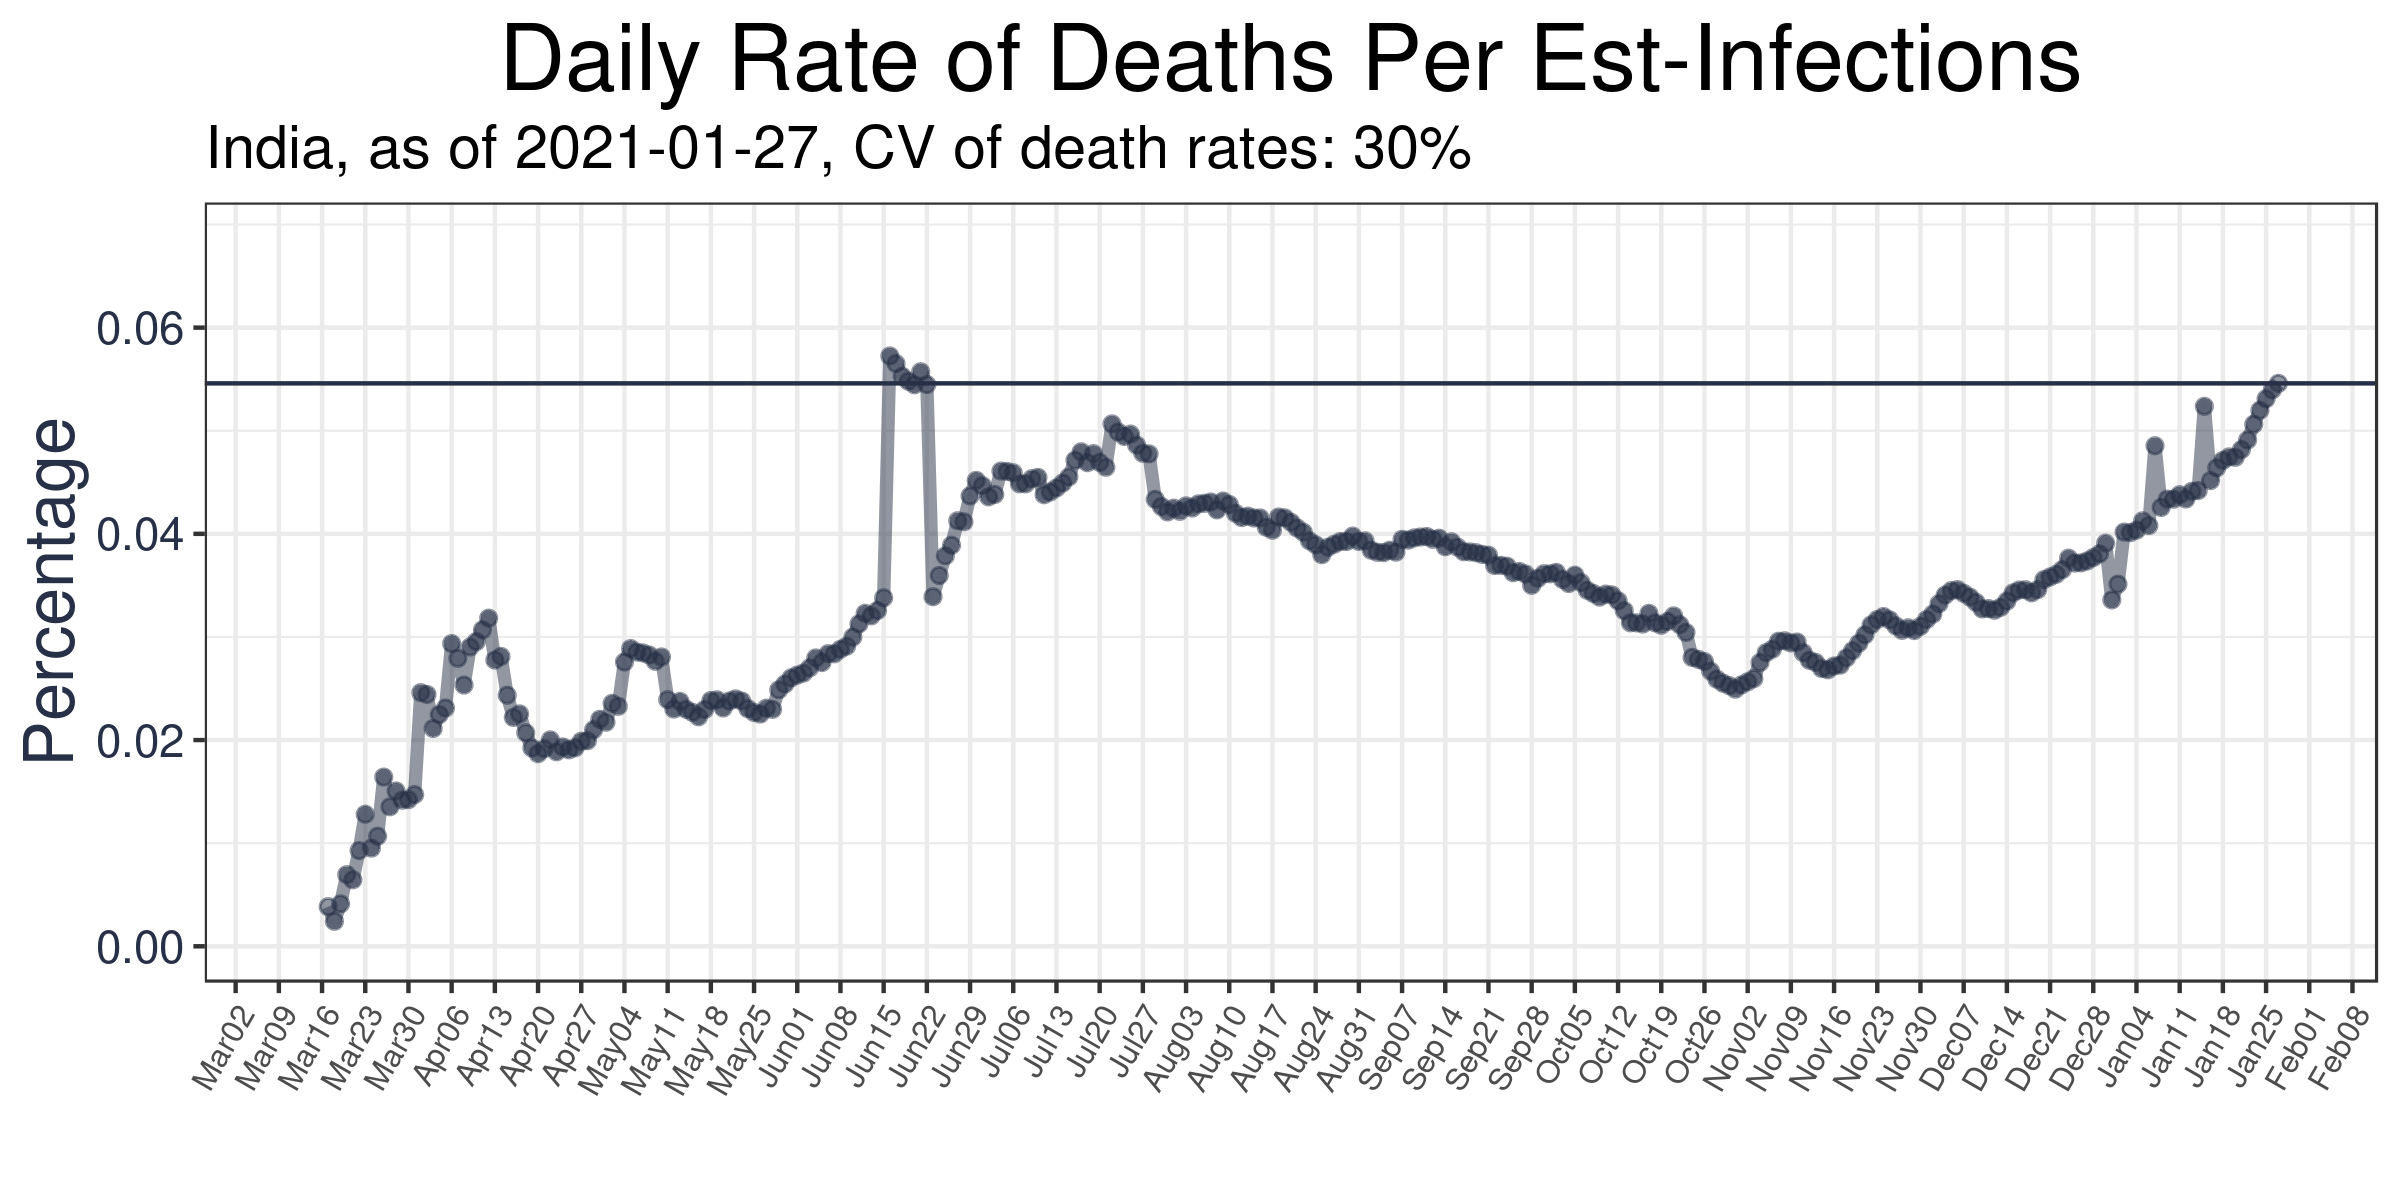 Daily Rate of Deaths Per Est-Infections
India, as of 2021-01-27, CV of death rates: 30%
Percentage
0.06
0.04
0.02
0.00
Mar02
Mar09
Mar16
Mar23
Mar30
Apr06
Apr13
Apr20
Apr27
May04
May11
May18
May25
Jun01
Jun08
Jun15
Jun22
Jun29
Jul06
Jul13
Jul20
Jul27
Aug03
Aug10
Aug17
Aug24
Aug31
Sep07
Sep14
Sep21
Sep28
Oct05
Oct12
Oct19
Oct26
Nov02
Nov09
Nov16
Nov23
Nov30
Dec07
Dec14
Dec21
Dec28
Jan04
Jan11
Jan18
Jan25
Feb01
Feb08